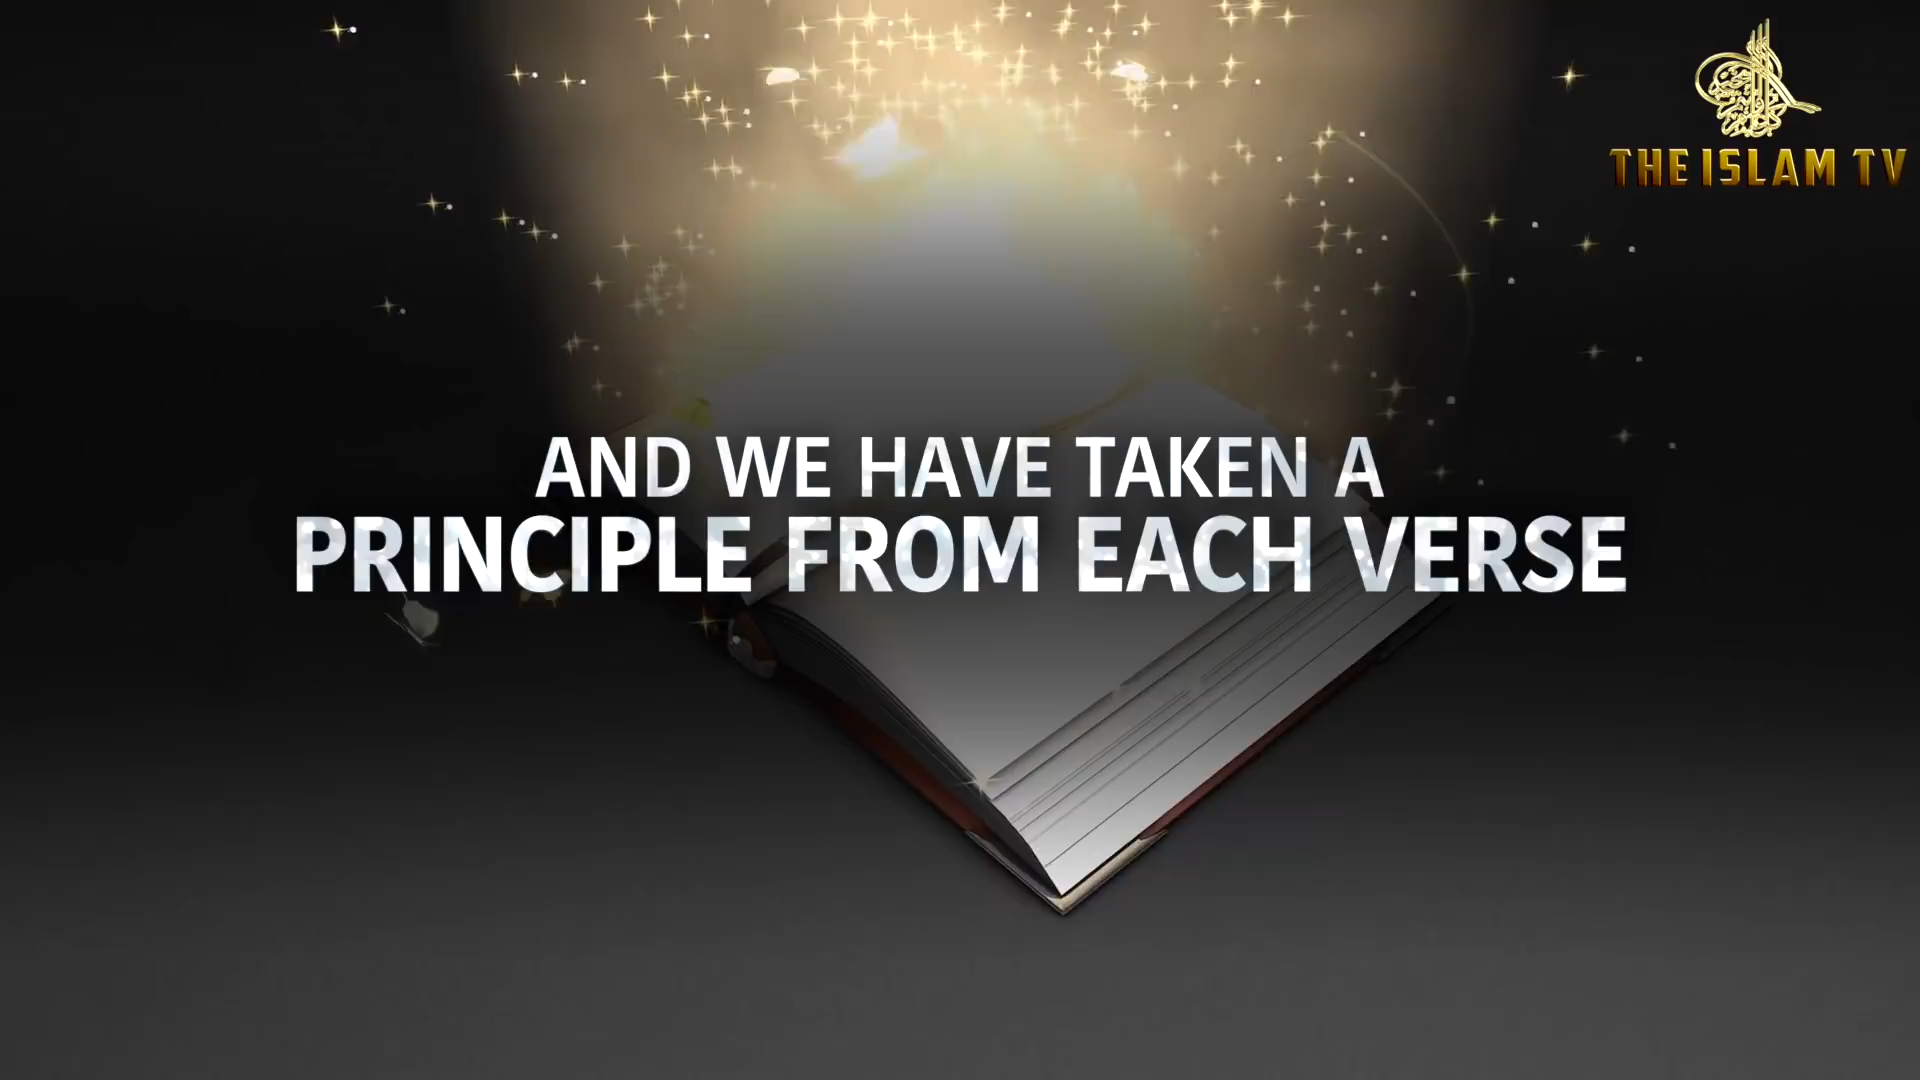 THE ISLAM TV
AND WE HAVE TAKEN A
PRINCIPLE FROM EACH VERSE